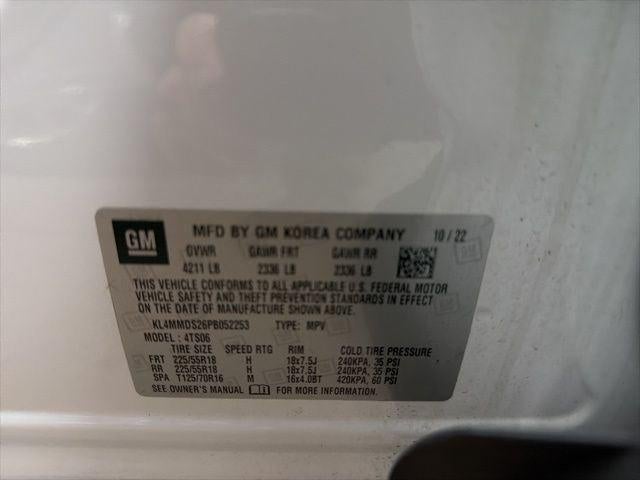 GM MFD BY GM KOREA COMPANY 10/22
GVWR GAWR FRT GAWR RR
4211 LB 2336 LB 2336 LB
THIS VEHICLE CONFORMS TO ALL APPLICABLE U.S. FEDERAL MOTOR
VEHICLE SAFETY AND THEFT PREVENTION STANDARDS IN EFFECT
ON THE DATE OF MANUFACTURE SHOWN ABOVE.
KL4MMDS26PB052253 TYPE: MPV
MODEL: 4TS06
TIRE SIZE SPEED RTG RIM COLD TIRE PRESSURE
FRT 225/55R18 H 18x7.5J 240KPA, 35 PSI
RR 225/55R18 H 18x7.5J 240KPA, 35 PSI
SPA T125/70R16 M 16x4.0BT 420KPA, 60 PSI
SEE OWNER'S MANUAL FOR MORE INFORMATION.